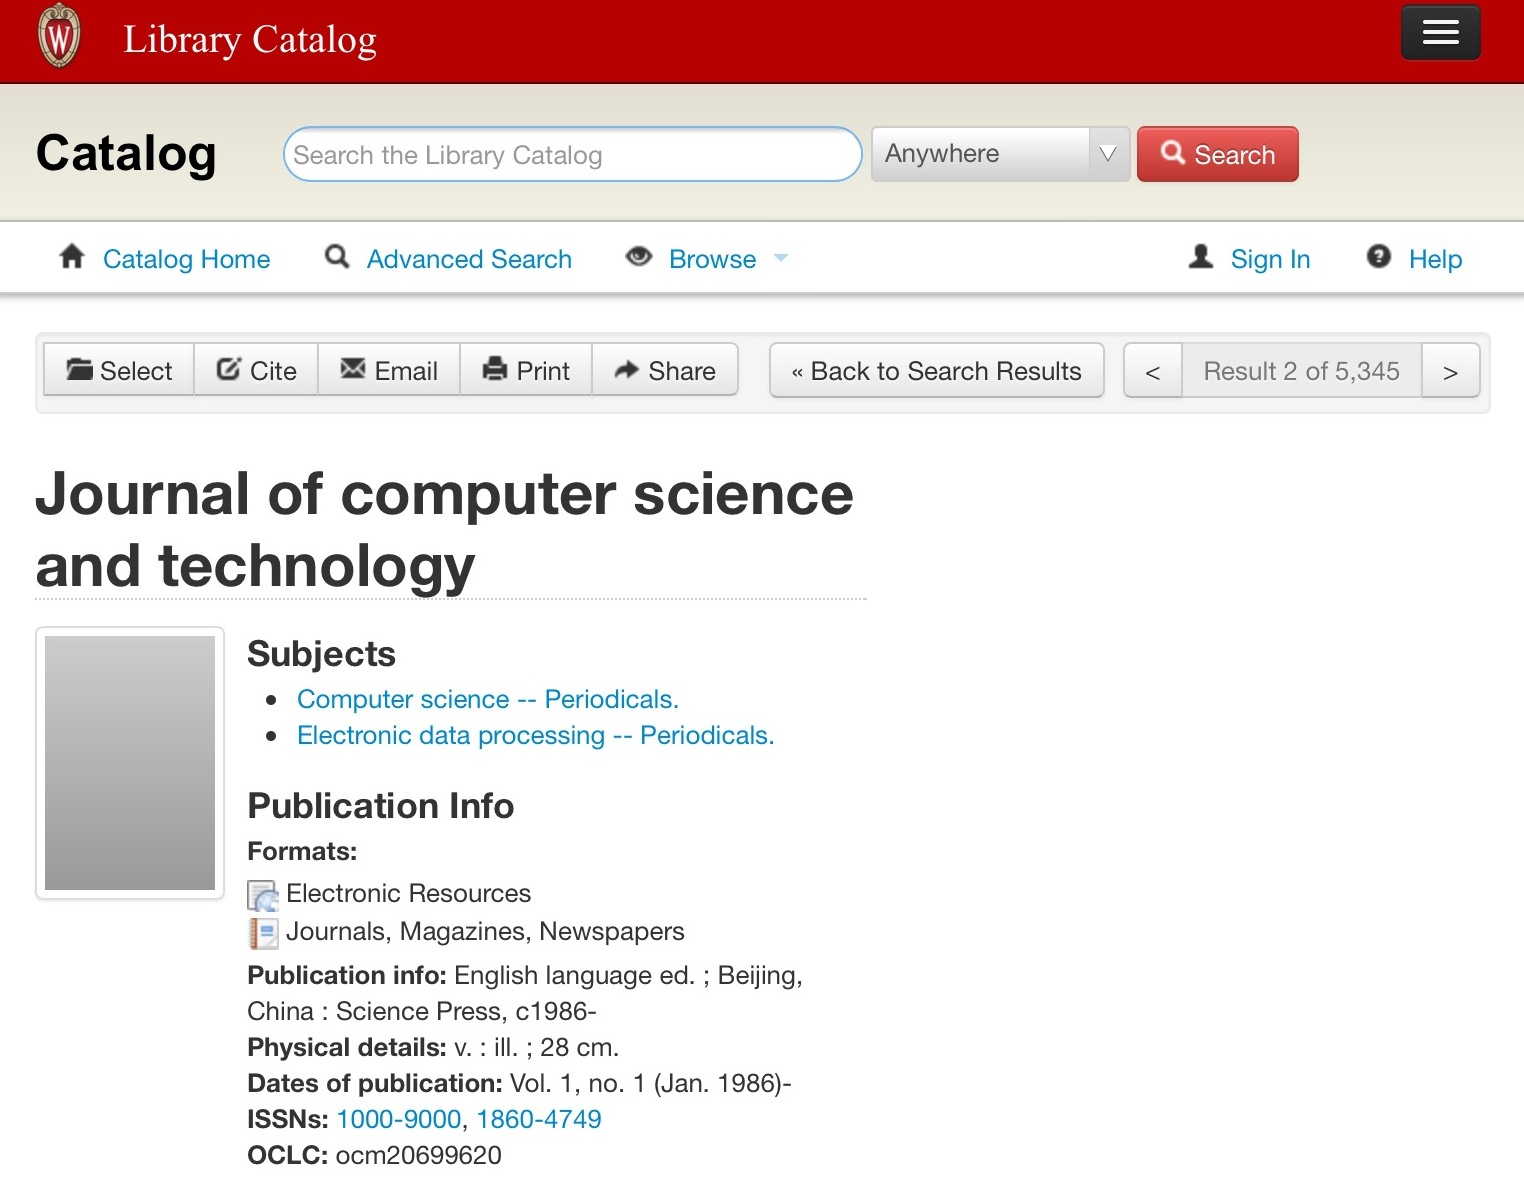 W
Library Catalog
Catalog
Search the Library Catalog
Anywhere
Search
Catalog Home
Advanced Search
Browse
Sign In
? Help
Select
Cite
Email
Print
Share
« Back to Search Results
<
Result 2 of 5,345
>
Journal of computer science
and technology
Subjects
• Computer science -- Periodicals.
• Electronic data processing -- Periodicals.
Publication Info
Formats:
Electronic Resources
Journals, Magazines, Newspapers
Publication info: English language ed. ; Beijing,
China : Science Press, c1986-
Physical details: v. : ill. ; 28 cm.
Dates of publication: Vol. 1, no. 1 (Jan. 1986)-
ISSNs: 1000-9000, 1860-4749
OCLC: ocm20699620